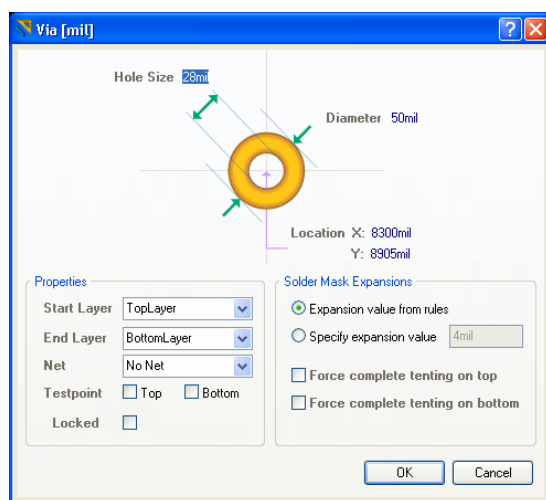 Via [mil]
Hole Size 28mil
Diameter 50mil
Location X: 8300mil
Y: 8905mil
Properties
Start Layer TopLayer
End Layer BottomLayer
Net No Net
Testpoint Top Bottom
Locked
Solder Mask Expansions
Expansion value from rules
Specify expansion value 4mil
Force complete tenting on top
Force complete tenting on bottom
OK Cancel